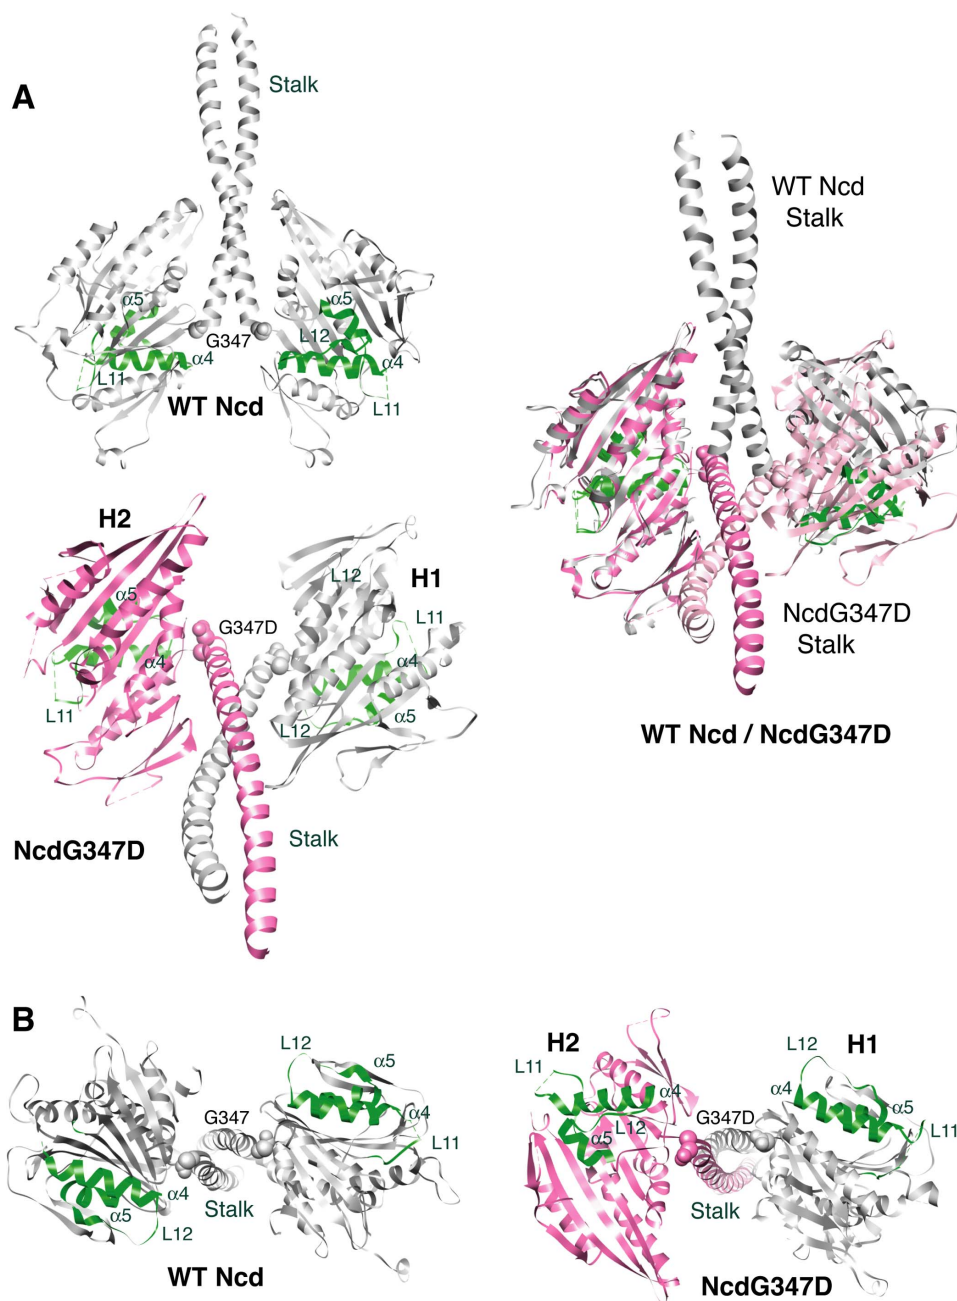 A
Stalk
α5
α5
L12
G347
α4
α4
L11
L11
WT Ncd
WT Ncd
Stalk
NcdG347D
Stalk
WT Ncd / NcdG347D
H2
L12
H1
α5
L11
G347D
α4
α4
L11
α5
L12
NcdG347D
Stalk
B
L12
α5
G347
α4
L11
α4
α5
Stalk
L12
WT Ncd
H2
L12
H1
L11
α4
α4
G347D
α5
L12
α5
L11
Stalk
NcdG347D